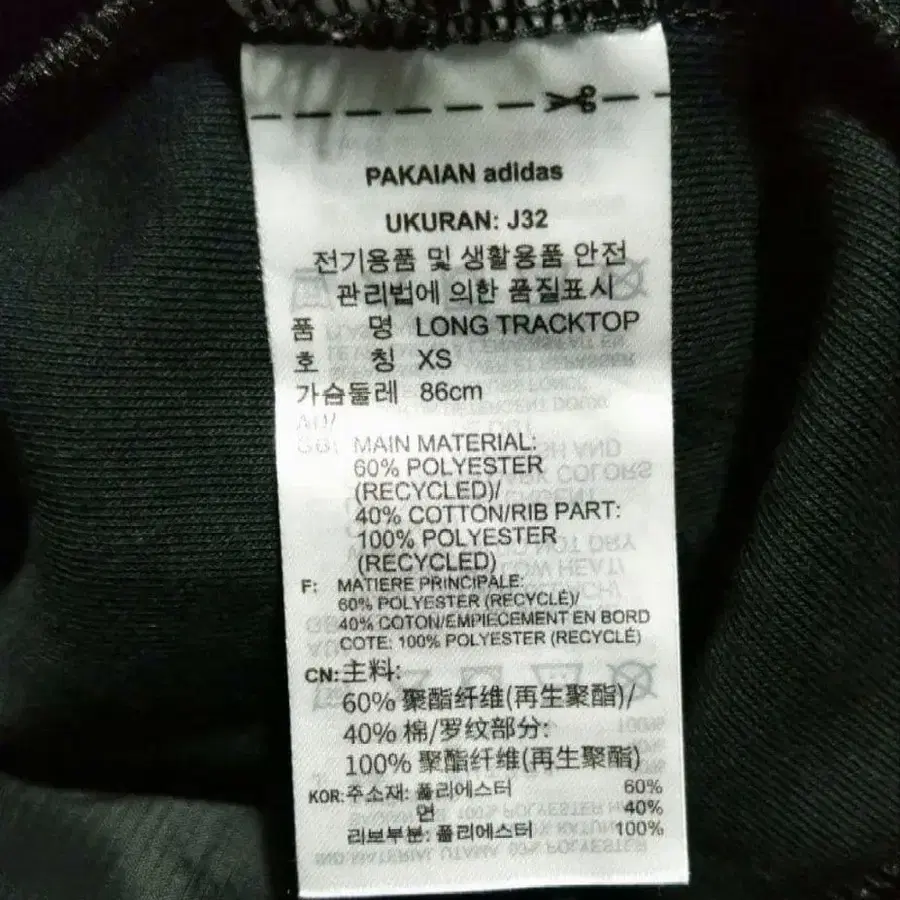 PAKAIAN adidas
UKURAN: J32
전기용품 및 생활용품 안전
관리법에 의한 품질표시
품 명 LONG TRACKTOP
호 칭 XS
가슴둘레 86cm
AU/
GB: MAIN MATERIAL:
60% POLYESTER
(RECYCLED)/
40% COTTON/RIB PART:
100% POLYESTER
(RECYCLED)
F: MATIERE PRINCIPALE:
60% POLYESTER (RECYCLÉ)/
40% COTON/EMPIECEMENT EN BORD
COTE: 100% POLYESTER (RECYCLÉ)
CN: 主料:
60% 聚酯纤维(再生聚酯)/
40% 棉/罗纹部分:
100% 聚酯纤维(再生聚酯)
KOR: 주소재: 폴리에스터 60%
면 40%
리브부분: 폴리에스터 100%